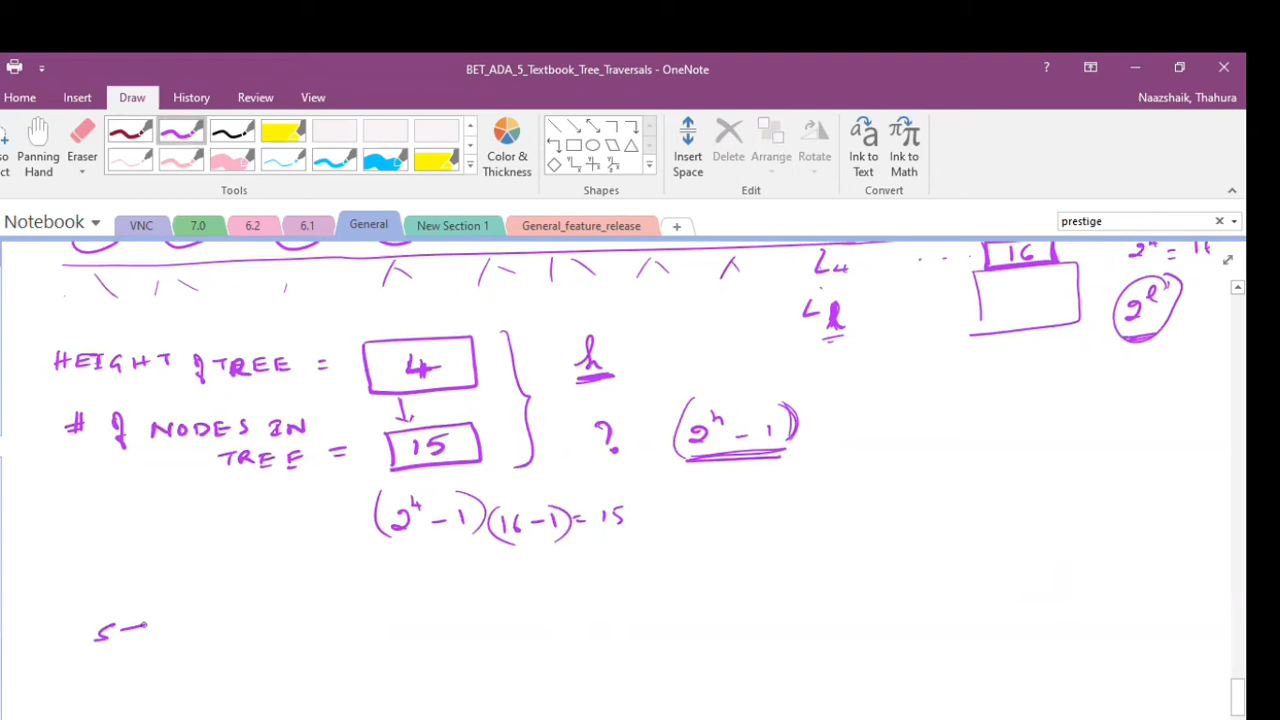 BET_ADA_5_Textbook_Tree_Traversals - OneNote
Home Insert Draw History Review View
Naazshaik, Thahura
Panning Hand
Eraser
Color & Thickness
Insert Space
Delete
Arrange
Rotate
Ink to Text
Ink to Math
Tools
Shapes
Edit
Convert
Notebook
VNC 7.0 6.2 6.1 General New Section 1 General_feature_release +
prestige
L4 ... 16
L l 2^l
HEIGHT of TREE = 4 h
# of NODES IN TREE = 15 ? (2^h - 1)
(2^4 - 1)(16 - 1) = 15
5 -